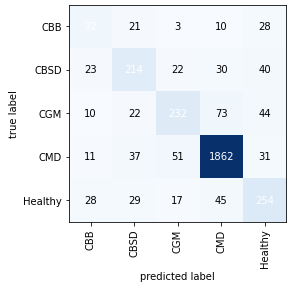 CBB 72 21 3 10 28
CBSD 23 214 22 30 40
CGM 10 22 232 73 44
CMD 11 37 51 1862 31
Healthy 28 29 17 45 254
true label
CBB CBSD CGM CMD Healthy
predicted label